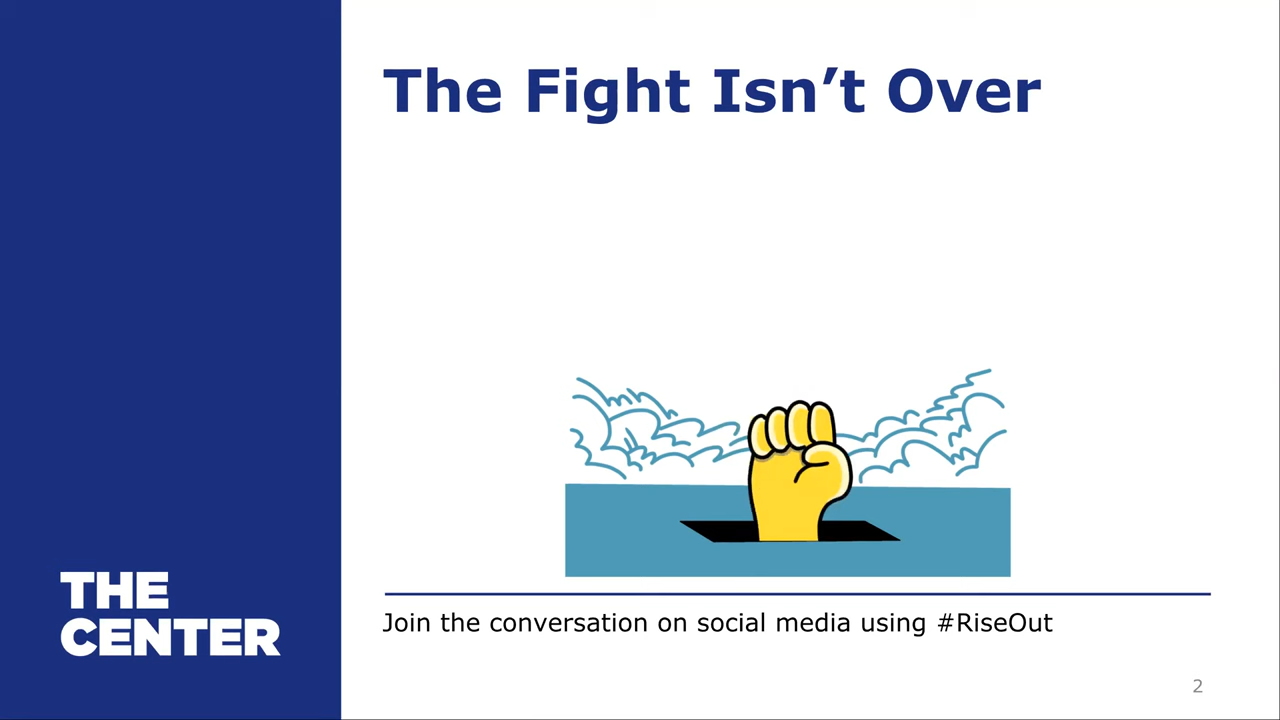 The Fight Isn’t Over
Join the conversation on social media using #RiseOut
THE
CENTER
2